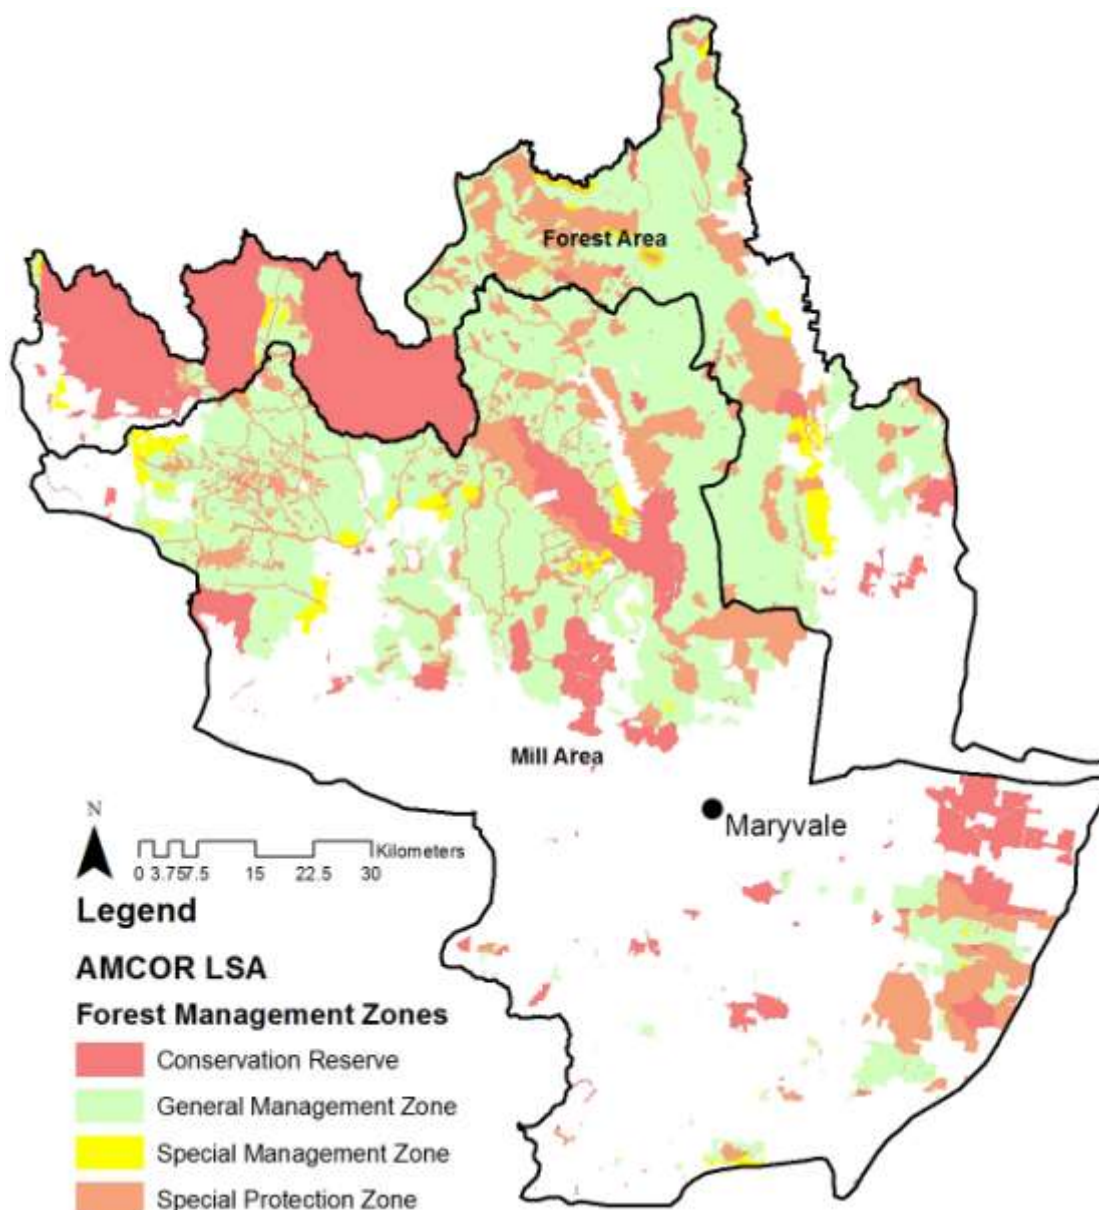 Forest Area
Mill Area
Maryvale
N
Kilometers
0 3.757.5 15 22.5 30
Legend
AMCOR LSA
Forest Management Zones
Conservation Reserve
General Management Zone
Special Management Zone
Special Protection Zone